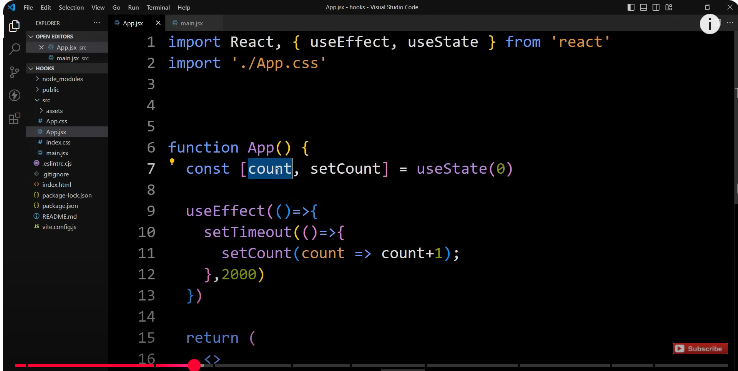 File Edit Selection View Go Run Terminal Help
App.jsx - hooks - Visual Studio Code
EXPLORER ...
App.jsx
main.jsx
OPEN EDITORS
App.jsx src
main.jsx src
HOOKS
node_modules
public
src
assets
App.css
App.jsx
index.css
main.jsx
.eslintrc.cjs
.gitignore
index.html
package-lock.json
package.json
README.md
vite.config.js
1 import React, { useEffect, useState } from 'react'
2 import './App.css'
3
4
5
6 function App() {
7 const [count, setCount] = useState(0)
8
9 useEffect(()=>{
10 setTimeout(()=>{
11 setCount(count => count+1);
12 },2000)
13 })
14
15 return (
16 <>
Subscribe